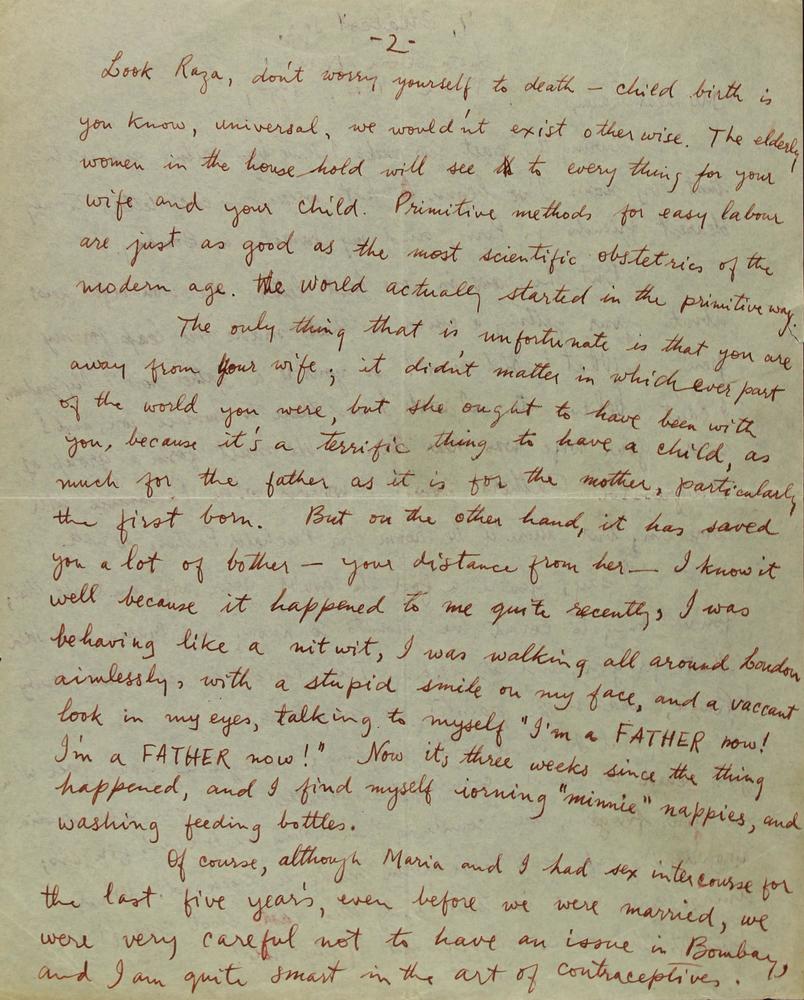 -2-
Look Raza, don't worry yourself to death – child birth is
you know, universal, we would'nt exist other wise. The elderly
women in the house hold will see to every thing for your
wife and your child. Primitive methods for easy labour
are just as good as the most scientific obstetrics of the
modern age. The world actually started in the primitive way.
The only thing that is unfortunate is that you are
away from your wife; it did'nt matter in which ever part
of the world you were, but she ought to have been with
you, because it's a terrific thing to have a child, as
much for the father as it is for the mother, particularly
the first born. But on the other hand, it has saved
you a lot of bother – your distance from her — I know it
well because it happened to me quite recently, I was
behaving like a nitwit, I was walking all around London
aimlessly, with a stupid smile on my face, and a vaccant
look in my eyes, talking to myself "I'm a FATHER now!
I'm a FATHER now!" Now its three weeks since the thing
happened, and I find myself iorning "minnie" nappies, and
washing feeding bottles.
Of course, although Maria and I had sex intercourse for
the last five year's, even before we were married, we
were very careful not to have an issue in Bombay,
and I am quite smart in the art of contraceptives.